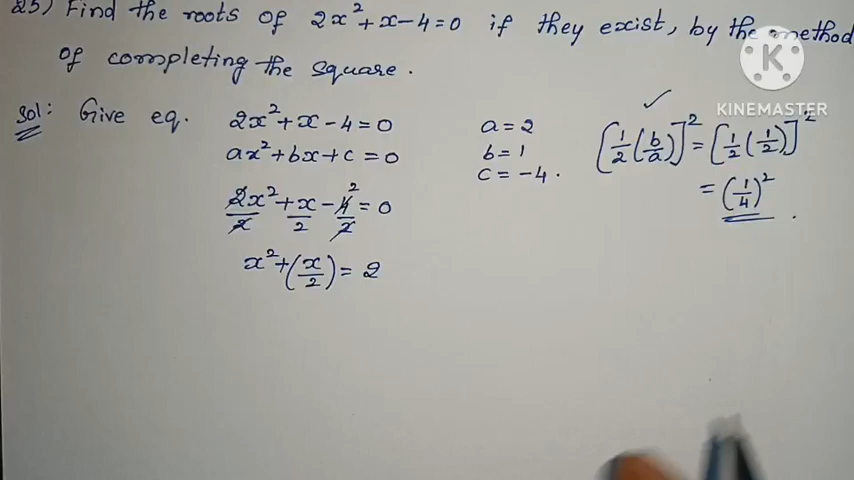 25) Find the roots of 2x²+x-4=0 if they exist, by the method
of completing the square.
Sol: Give eq. 2x²+x-4=0
ax²+bx+c=0
2x²/2+x/2-4/2=0 2
x²+(x/2)=2
a=2
b=1
c=-4.
✓
[1/2(b/a)]²=[1/2(1/2)]²
=(1/4)².
K
KINEMASTER